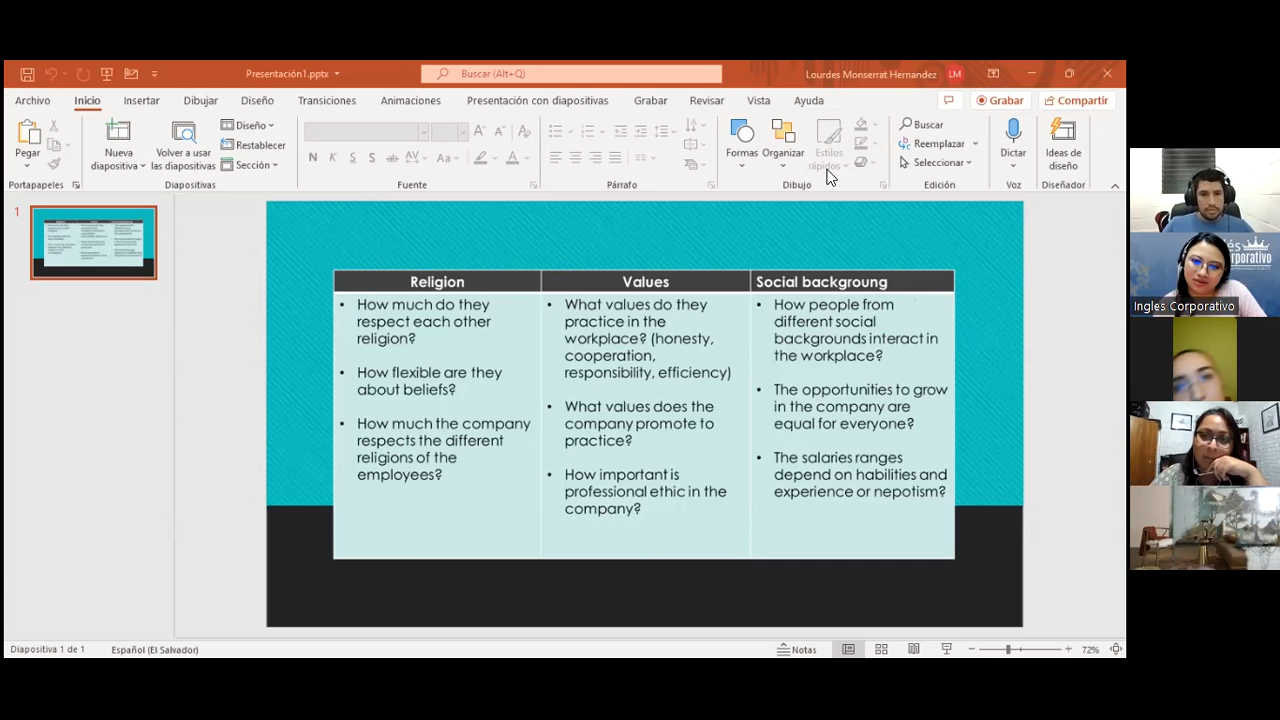 Presentación1.pptx
Buscar (Alt+Q)
Lourdes Monserrat Hernandez
LM
Archivo
Inicio
Insertar
Dibujar
Diseño
Transiciones
Animaciones
Presentación con diapositivas
Grabar
Revisar
Vista
Ayuda
Grabar
Compartir
Pegar
Nueva
diapositiva
Volver a usar
las diapositivas
Diseño
Restablecer
Sección
N
K
S
S
ab
AV
Aa
A
Formas
Organizar
Estilos
rápidos
Buscar
Reemplazar
Seleccionar
Dictar
Ideas de
diseño
Portapapeles
Diapositivas
Fuente
Párrafo
Dibujo
Edición
Voz
Diseñador
1
Religion
Values
Social backgroung
• How much do they
respect each other
religion?
• How flexible are they
about beliefs?
• How much the company
respects the different
religions of the
employees?
• What values do they
practice in the
workplace? (honesty,
cooperation,
responsibility, efficiency)
• What values does the
company promote to
practice?
• How important is
professional ethic in the
company?
• How people from
different social
backgrounds interact in
the workplace?
• The opportunities to grow
in the company are
equal for everyone?
• The salaries ranges
depend on habilities and
experience or nepotism?
Ingles Corporativo
Diapositiva 1 de 1
Español (El Salvador)
Notas
72%